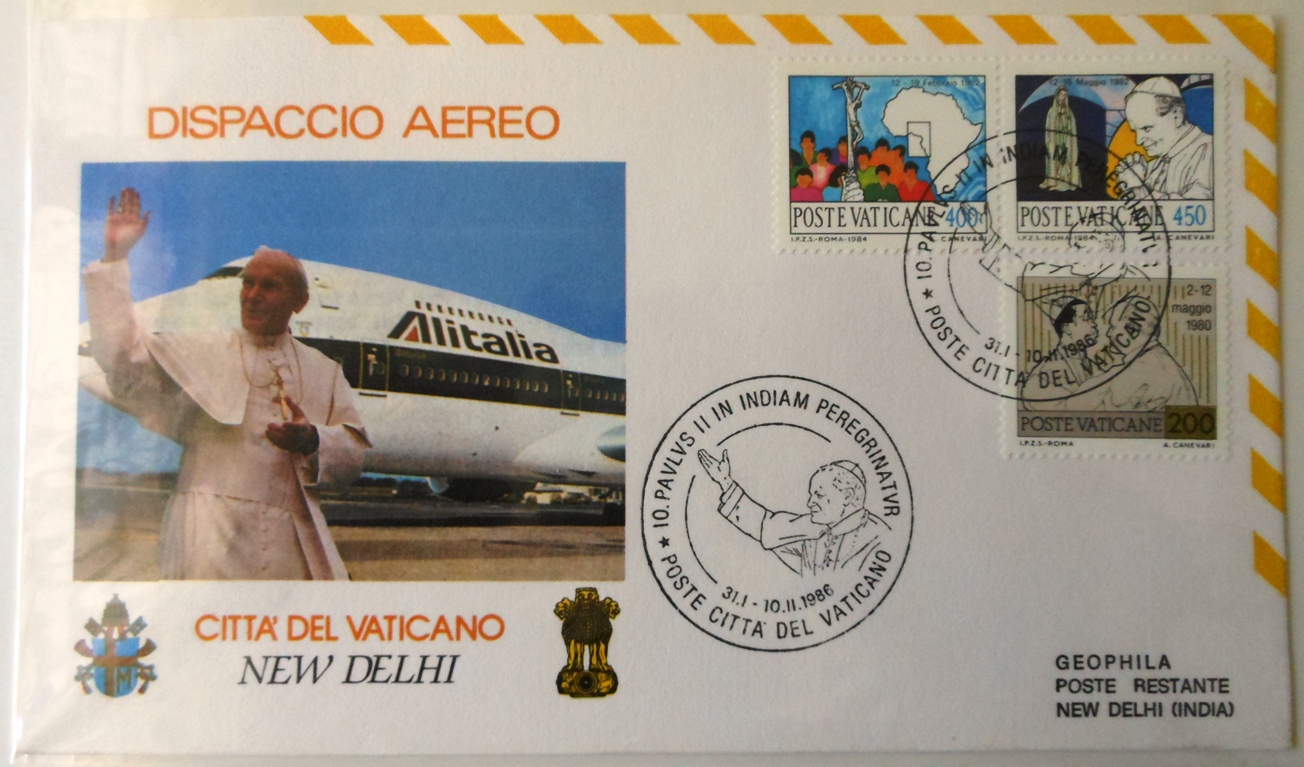 DISPACCIO AEREO
Alitalia
CITTA' DEL VATICANO
NEW DELHI
12 - 19 Febbraio 1982
POSTE VATICANE 400
I.P.Z.S.-ROMA-1984 CANEVARI
12-15 Maggio 1982
POSTE VATICANE 450
I.P.Z.S.-ROMA-1984 A. CANEVARI
2-12
maggio
1980
POSTE VATICANE 200
I.P.Z.S.-ROMA A. CANEVARI
★ IO. PAVLVS II IN INDIAM PEREGRINATVR
31.I - 10.II.1986
POSTE CITTA' DEL VATICANO
★ IO. PAVLVS II IN INDIAM PEREGRINATVR
31.I - 10.II.1986
POSTE CITTA' DEL VATICANO
M
GEOPHILA
POSTE RESTANTE
NEW DELHI (INDIA)